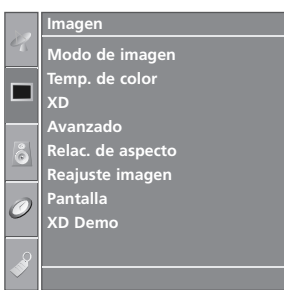 Imagen
Modo de imagen
Temp. de color
XD
Avanzado
Relac. de aspecto
Reajuste imagen
Pantalla
XD Demo